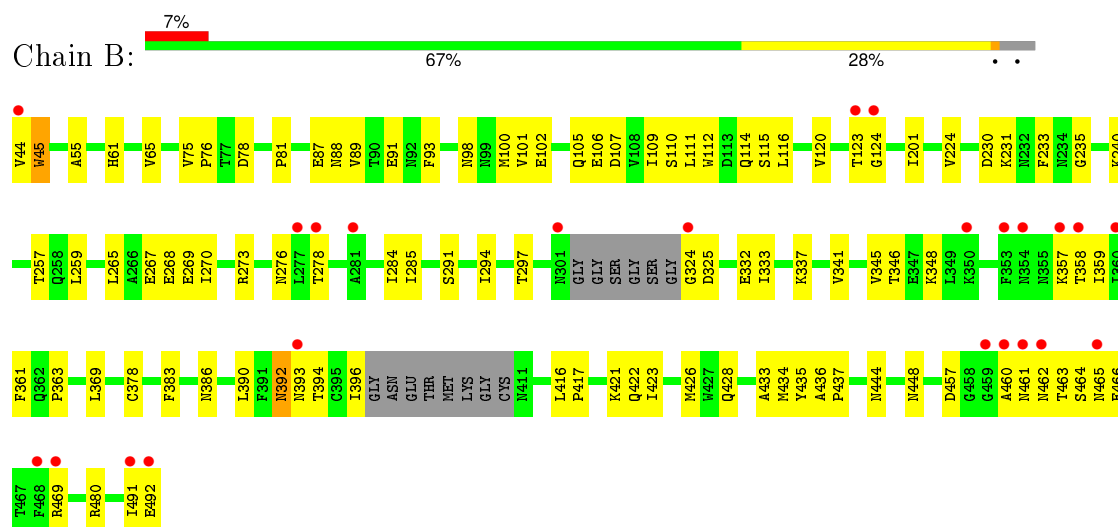 7%
Chain B:
67% 28% • •
V44 W45 A55 H61 V65 V75 P76 T77 D78 P81 E87 N88 V89 T90 E91 N92 F93 N98 N99 M100 V101 E102 Q105 E106 D107 V108 I109 S110 L111 W112 D113 Q114 S115 L116 V120 T123 G124 I201 V224 D230 K231 N232 F233 N234 G235 K240
T257 Q258 L259 L265 A266 E267 E268 E269 I270 R273 N276 L277 T278 A281 I284 I285 S291 I294 T297 N301 GLY GLY SER GLY SER GLY G324 D325 E332 I333 K337 V341 V345 T346 E347 K348 L349 K350 F353 N354 N355 K357 T358 I359 I360
F361 Q362 P363 L369 C378 F383 N386 L390 F391 N392 N393 T394 C395 I396 GLY ASN GLU THR MET LYS GLY CYS N411 L416 P417 K421 Q422 I423 M426 W427 Q428 A433 M434 Y435 A436 P437 N444 N448 D457 G458 G459 A460 N461 N462 T463 S464 N465 E466
T467 F468 R469 R480 I491 E492